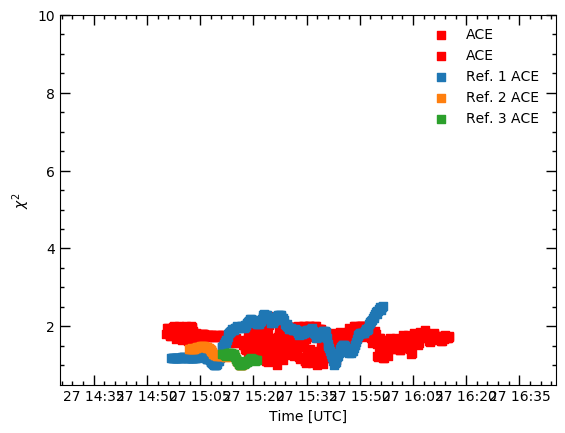 10
8
6
4
2
χ²
ACE
ACE
Ref. 1 ACE
Ref. 2 ACE
Ref. 3 ACE
27 14:35 27 14:50 27 15:05 27 15:20 27 15:35 27 15:50 27 16:05 27 16:20 27 16:35
Time [UTC]